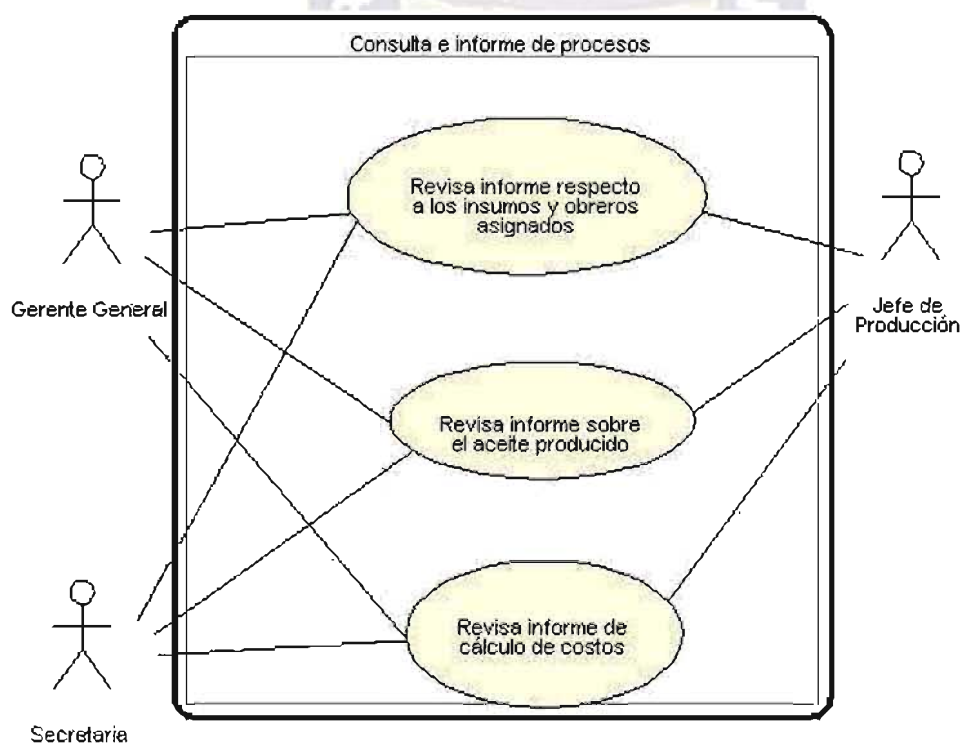 Consulta e informe de procesos
Revisa informe respecto
a los insumos y obreros
asignados
Gerente General
Jefe de
Producción
Revisa informe sobre
el aceite producido
Revisa informe de
cálculo de costos
Secretaria